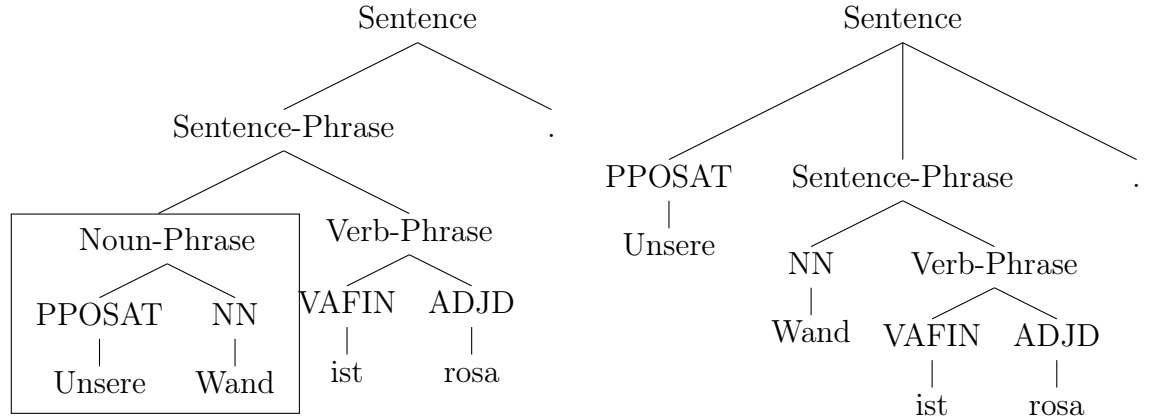 Sentence
Sentence-Phrase .
Noun-Phrase Verb-Phrase
PPOSAT NN VAFIN ADJD
Unsere Wand ist rosa
Sentence
PPOSAT Sentence-Phrase .
Unsere
NN Verb-Phrase
Wand VAFIN ADJD
ist rosa